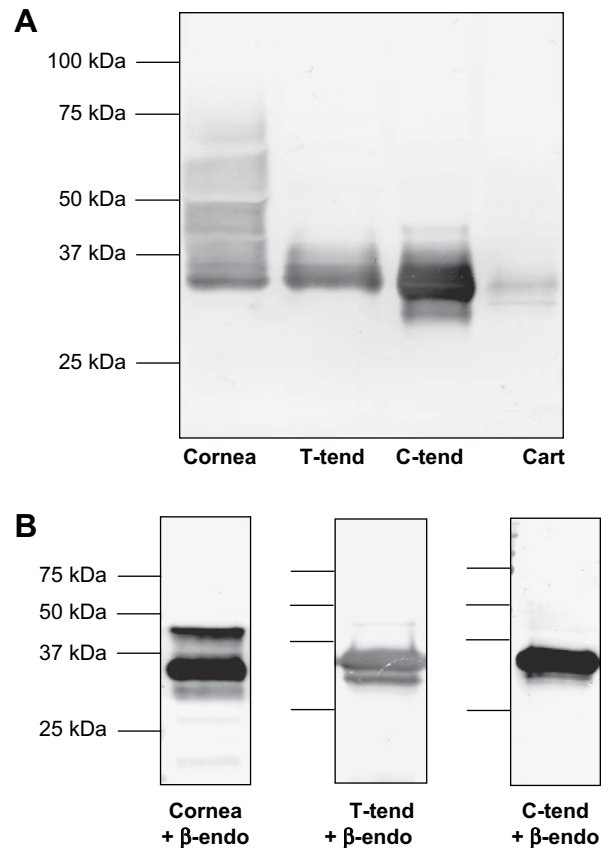 A
100 kDa
75 kDa
50 kDa
37 kDa
25 kDa
Cornea T-tend C-tend Cart
B
75 kDa
50 kDa
37 kDa
25 kDa
Cornea + β-endo
T-tend + β-endo
C-tend + β-endo